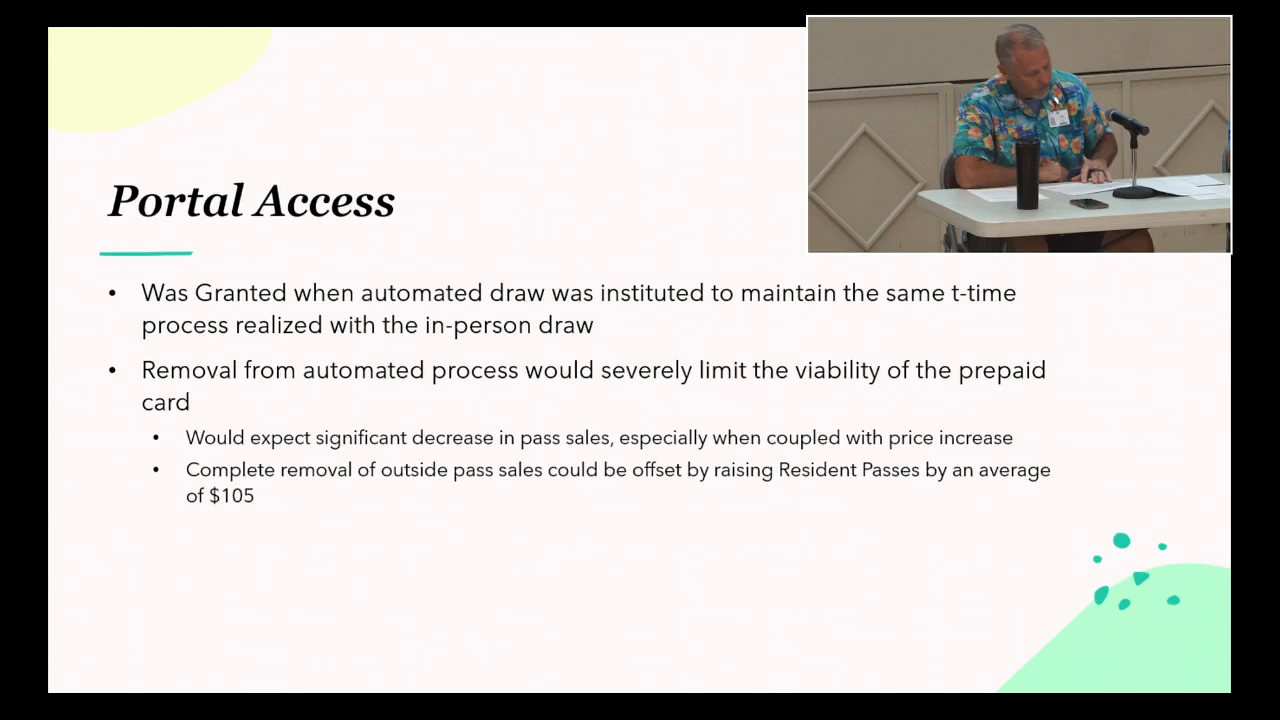 Portal Access
• Was Granted when automated draw was instituted to maintain the same t-time
process realized with the in-person draw
• Removal from automated process would severely limit the viability of the prepaid
card
• Would expect significant decrease in pass sales, especially when coupled with price increase
• Complete removal of outside pass sales could be offset by raising Resident Passes by an average
of $105